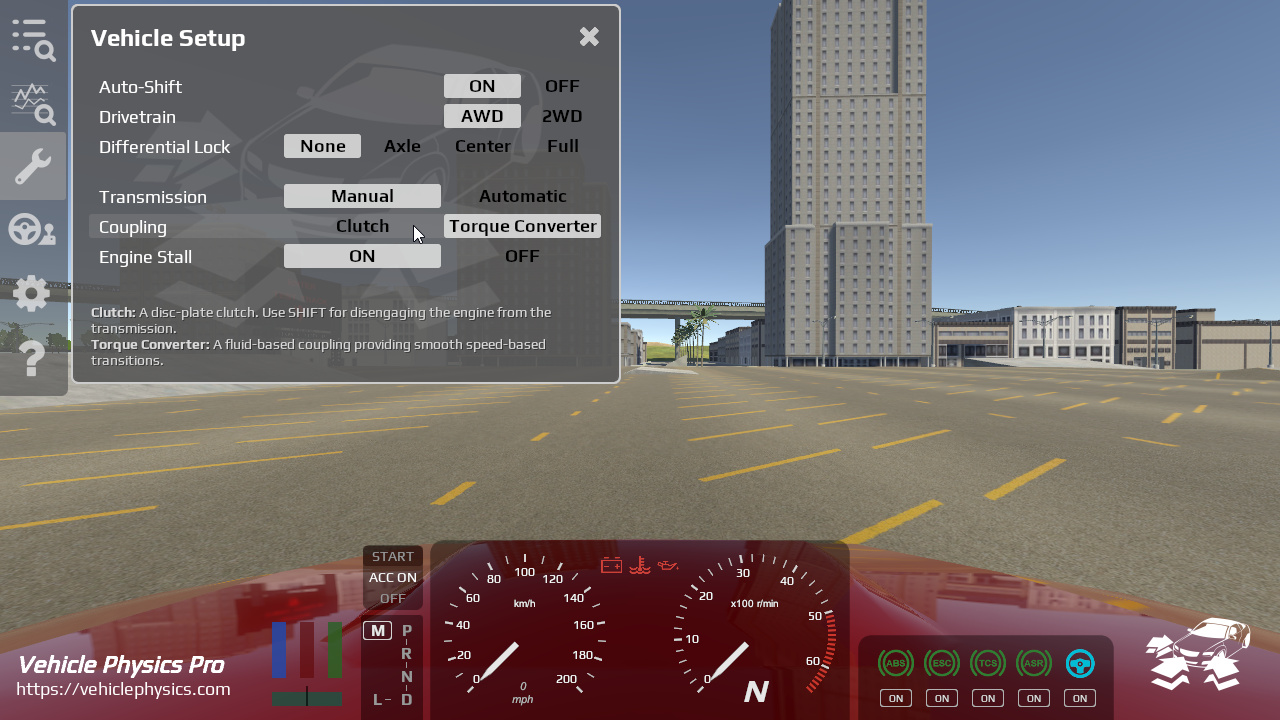 Vehicle Setup
Auto-Shift ON OFF
Drivetrain AWD 2WD
Differential Lock None Axle Center Full
Transmission Manual Automatic
Coupling Clutch Torque Converter
Engine Stall ON OFF
Clutch: A disc-plate clutch. Use SHIFT for disengaging the engine from the
transmission.
Torque Converter: A fluid-based coupling providing smooth speed-based
transitions.
START
ACC ON
OFF
M P
R
N
L- D
0 20 40 60 80 100 120 140 160 180 200
km/h
0
mph
0 10 20 30 40 50 60
x100 r/min
N
ABS ESC TCS ASR
ON ON ON ON ON
Vehicle Physics Pro
https://vehiclephysics.com